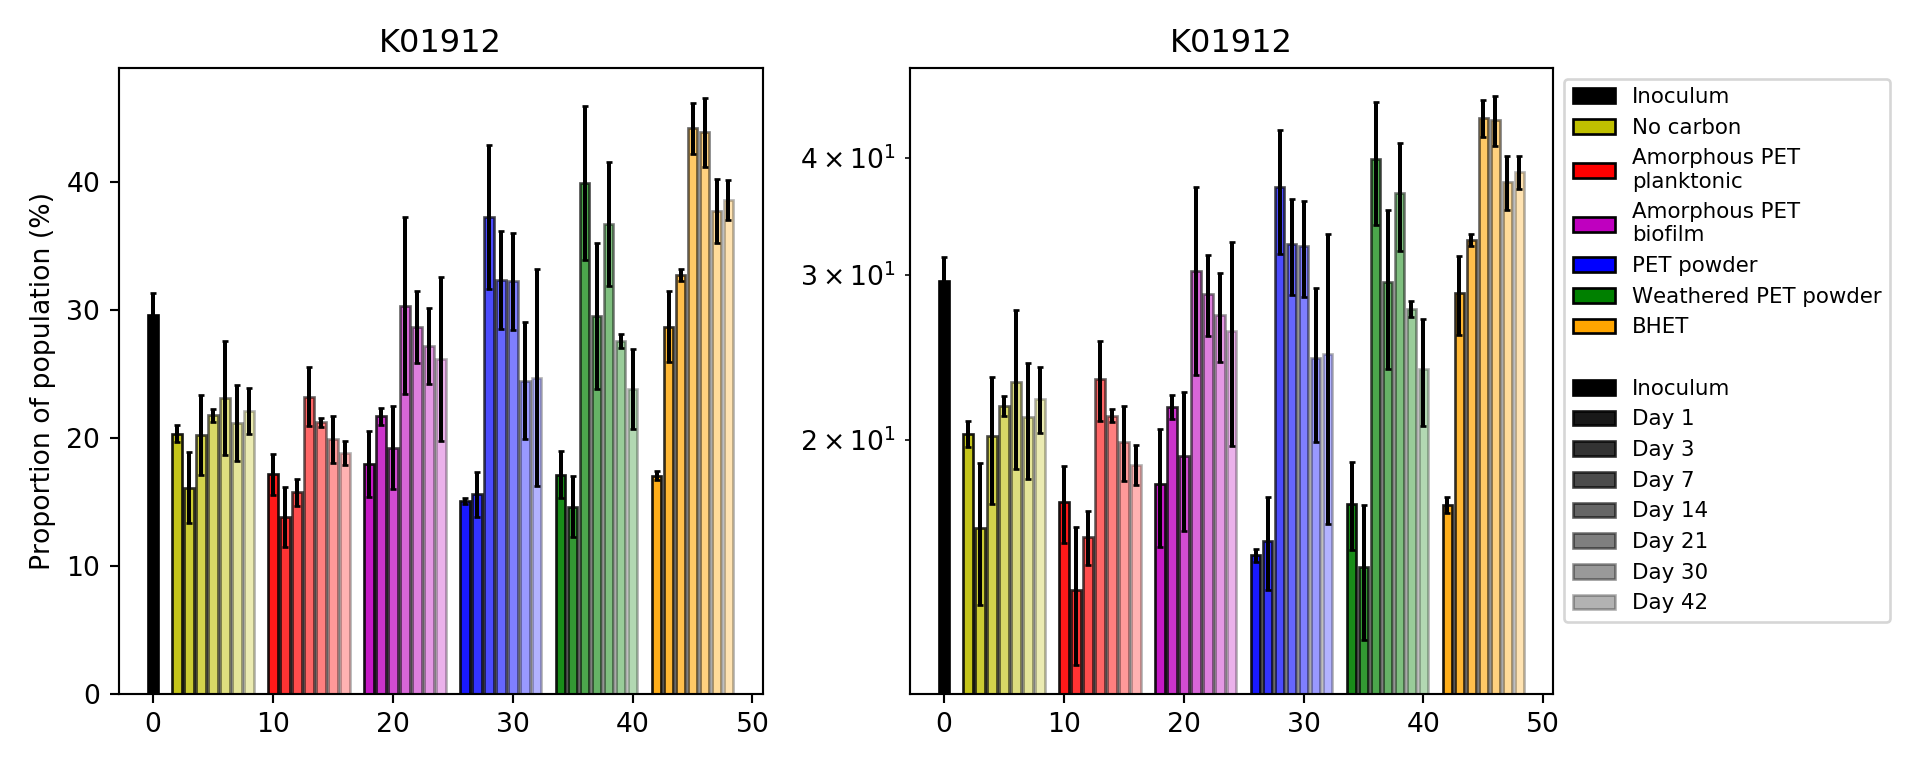 K01912
Proportion of population (%)
40
30
20
10
0
0 10 20 30 40 50
K01912
4 × 10¹
3 × 10¹
2 × 10¹
0 10 20 30 40 50
Inoculum
No carbon
Amorphous PET
planktonic
Amorphous PET
biofilm
PET powder
Weathered PET powder
BHET
Inoculum
Day 1
Day 3
Day 7
Day 14
Day 21
Day 30
Day 42